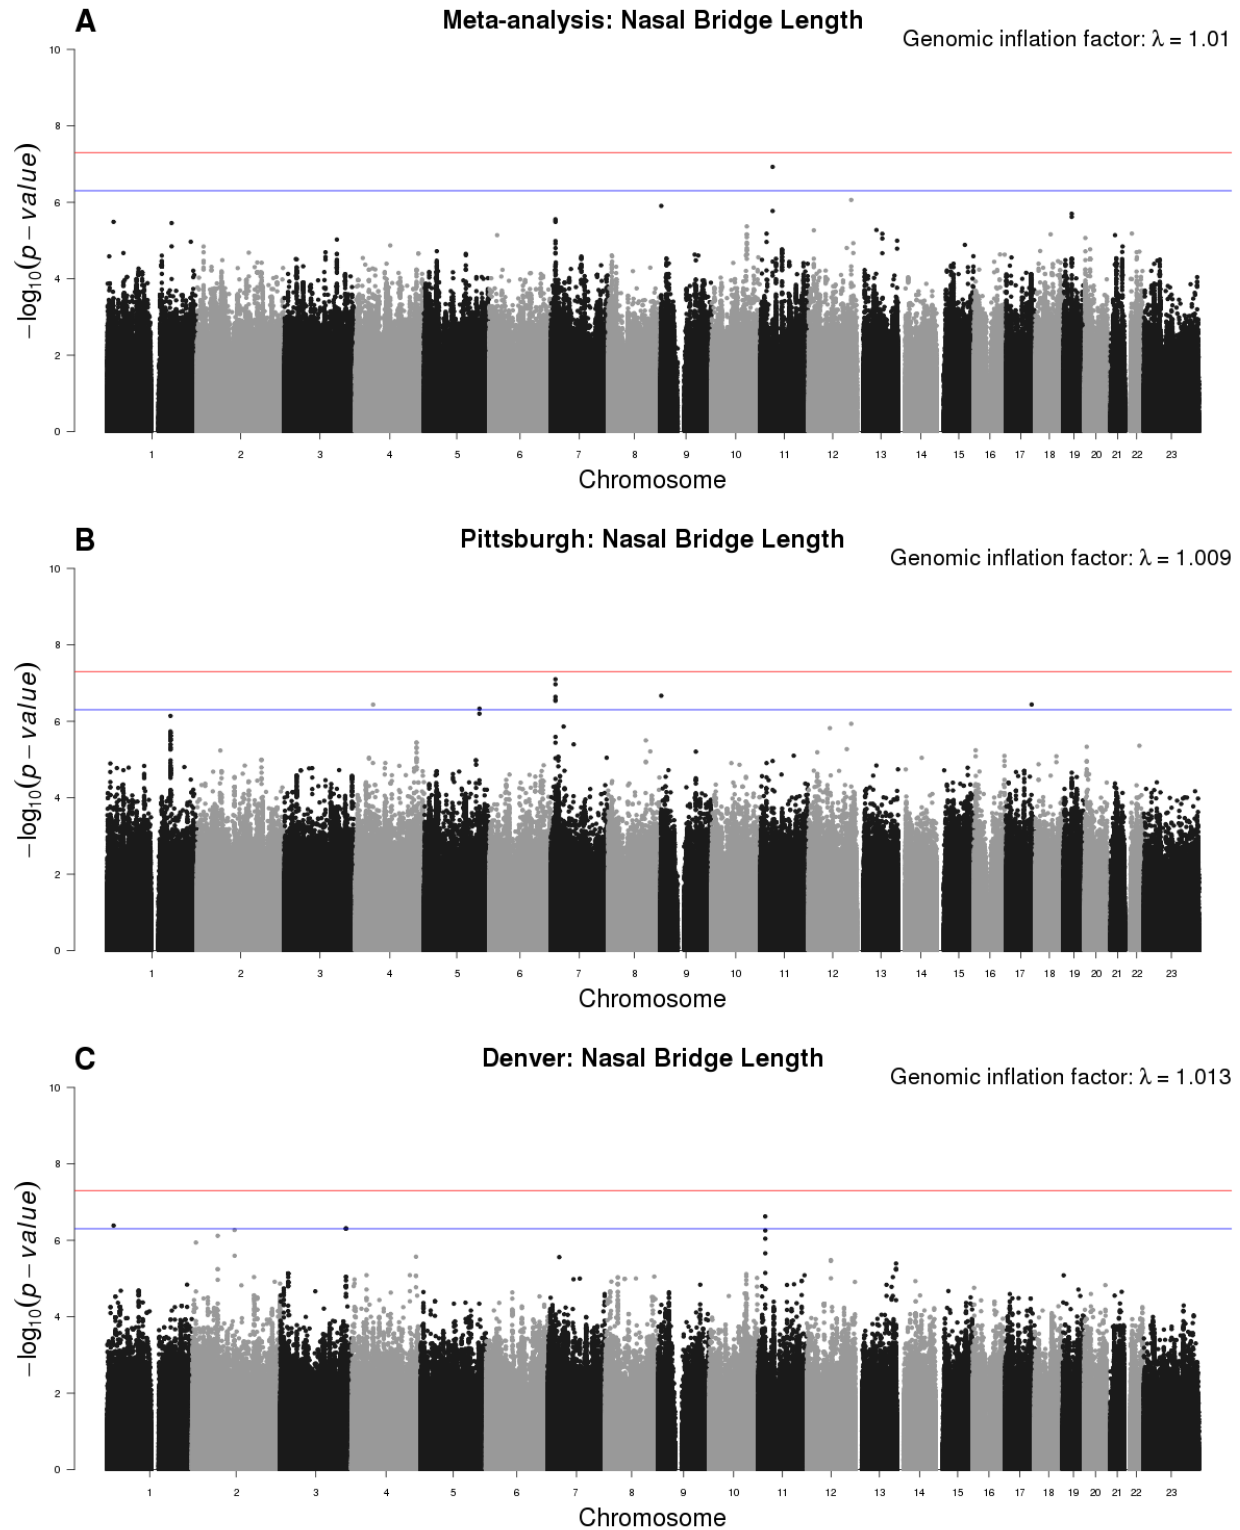 A
Meta-analysis: Nasal Bridge Length
Genomic inflation factor: λ = 1.01
10
8
6
4
2
0
−log10(p − value)
1 2 3 4 5 6 7 8 9 10 11 12 13 14 15 16 17 18 19 20 21 22 23
Chromosome
B
Pittsburgh: Nasal Bridge Length
Genomic inflation factor: λ = 1.009
10
8
6
4
2
0
−log10(p − value)
1 2 3 4 5 6 7 8 9 10 11 12 13 14 15 16 17 18 19 20 21 22 23
Chromosome
C
Denver: Nasal Bridge Length
Genomic inflation factor: λ = 1.013
10
8
6
4
2
0
−log10(p − value)
1 2 3 4 5 6 7 8 9 10 11 12 13 14 15 16 17 18 19 20 21 22 23
Chromosome